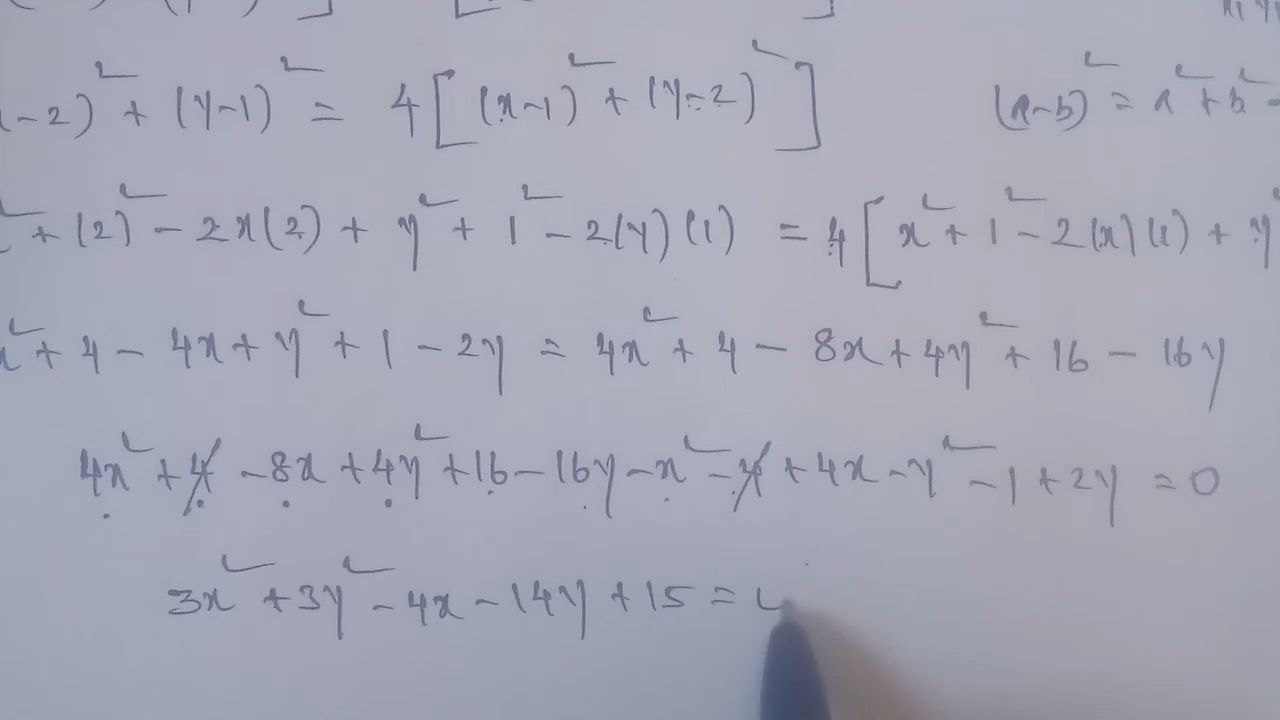 -2)² + (y-1)² = 4[(x-1)² + (y-2)²]
(a-b)² = a² + b² -
² + (2)² - 2x(2) + y² + 1² - 2(y)(1) = 4[x² + 1² - 2(x)(1) + y²
x² + 4 - 4x + y² + 1 - 2y = 4x² + 4 - 8x + 4y² + 16 - 16y
4x² + 4 - 8x + 4y² + 16 - 16y - x² - 4 + 4x - y² - 1 + 2y = 0
3x² + 3y² - 4x - 14y + 15 =